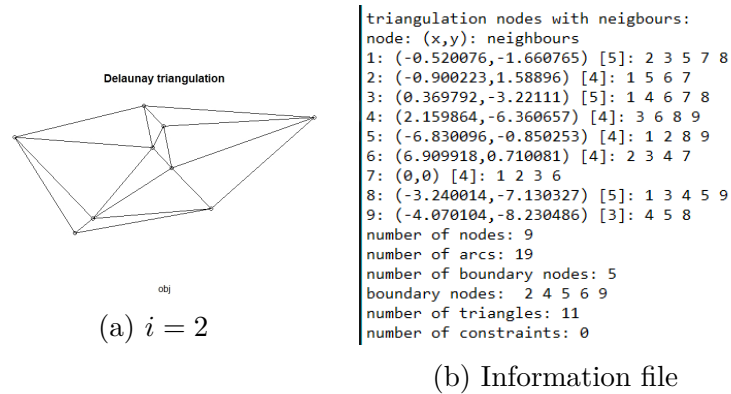 Delaunay triangulation
obj
(a) i = 2
triangulation nodes with neigbours:
node: (x,y): neighbours
1: (-0.520076,-1.660765) [5]: 2 3 5 7 8
2: (-0.900223,1.58896) [4]: 1 5 6 7
3: (0.369792,-3.22111) [5]: 1 4 6 7 8
4: (2.159864,-6.360657) [4]: 3 6 8 9
5: (-6.830096,-0.850253) [4]: 1 2 8 9
6: (6.909918,0.710081) [4]: 2 3 4 7
7: (0,0) [4]: 1 2 3 6
8: (-3.240014,-7.130327) [5]: 1 3 4 5 9
9: (-4.070104,-8.230486) [3]: 4 5 8
number of nodes: 9
number of arcs: 19
number of boundary nodes: 5
boundary nodes:  2 4 5 6 9
number of triangles: 11
number of constraints: 0
(b) Information file